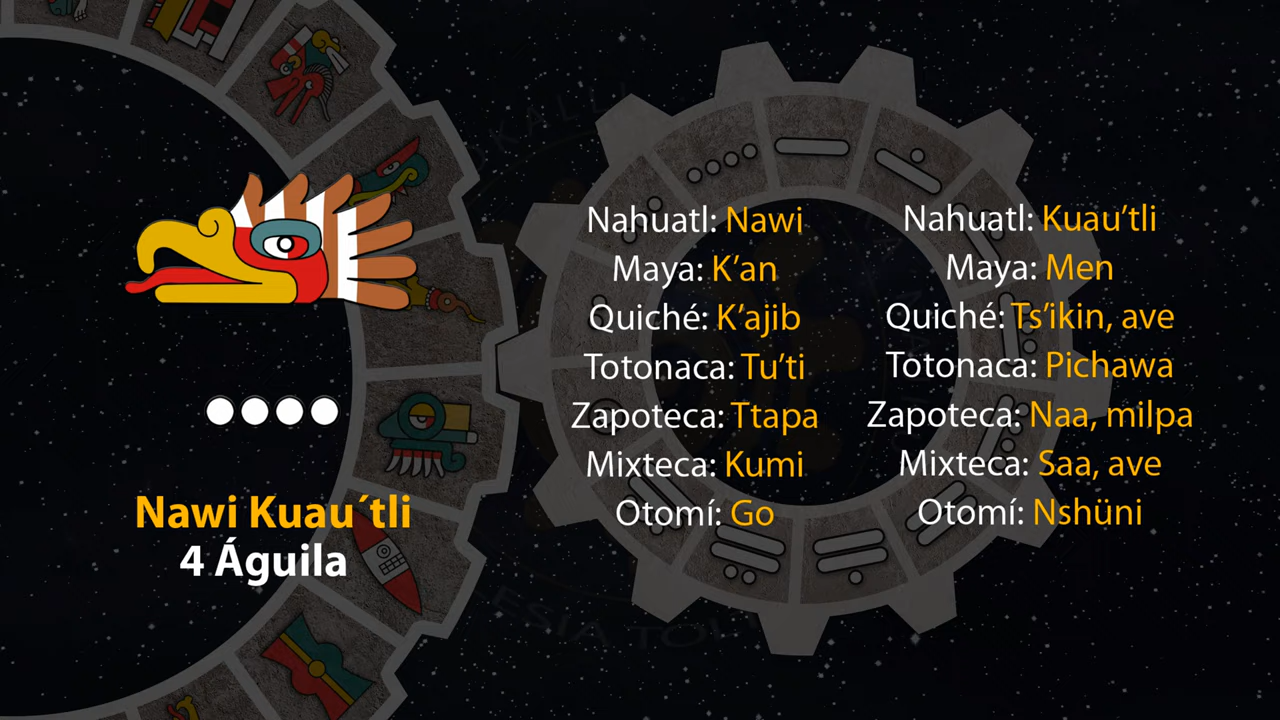 Nawi Kuau´tli
4 Águila
Nahuatl: Nawi
Maya: K’an
Quiché: K’ajib
Totonaca: Tu’ti
Zapoteca: Ttapa
Mixteca: Kumi
Otomí: Go
Nahuatl: Kuau’tli
Maya: Men
Quiché: Ts’ikin, ave
Totonaca: Pichawa
Zapoteca: Naa, milpa
Mixteca: Saa, ave
Otomí: Nshüni